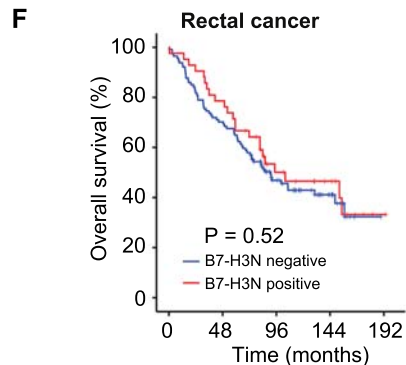 F
Rectal cancer
Overall survival (%)
100
80
60
40
20
0
P = 0.52
B7-H3N negative
B7-H3N positive
0 48 96 144 192
Time (months)